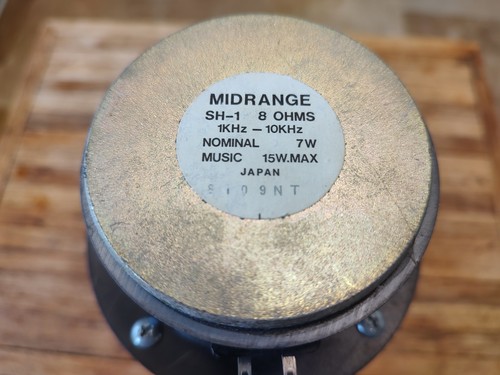 MIDRANGE
SH-1 8 OHMS
1KHz — 10KHz
NOMINAL 7W
MUSIC 15W.MAX
JAPAN